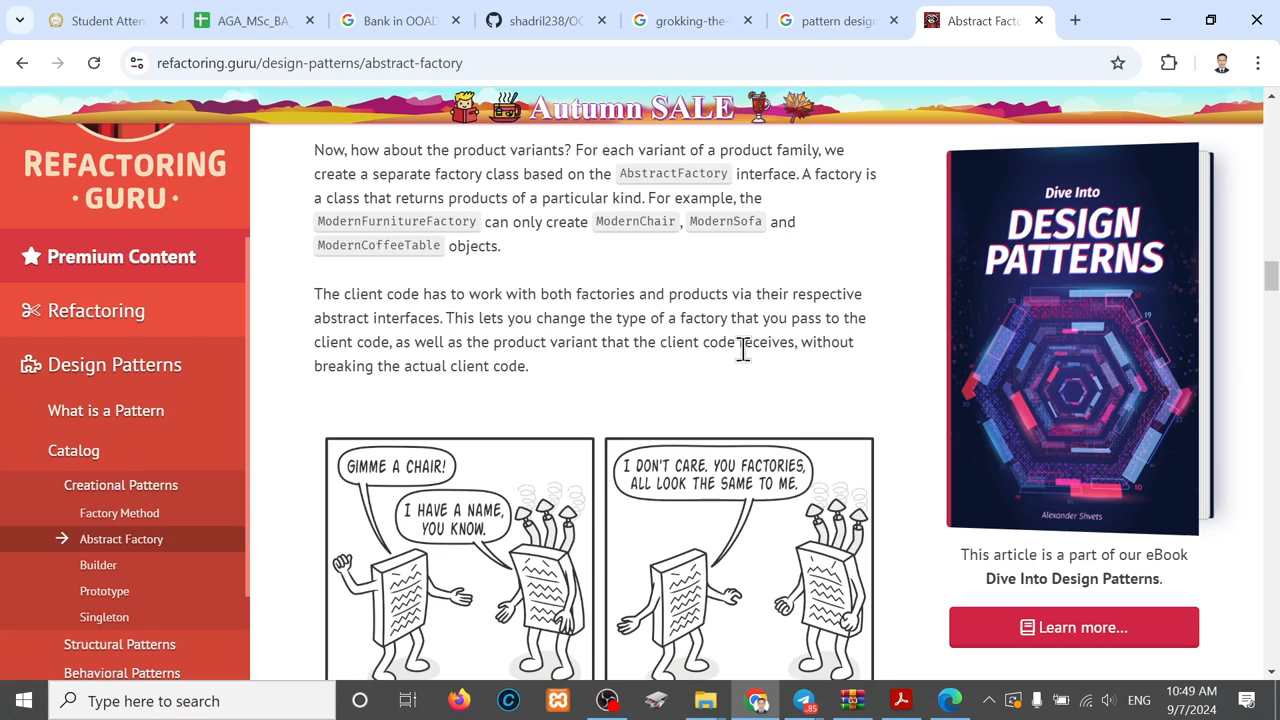 Student Atten
AGA_MSc_BA_
Bank in OOAD
shadril238/OO
grokking-the-
pattern design
Abstract Facto
refactoring.guru/design-patterns/abstract-factory
Autumn SALE
REFACTORING
· GURU ·
Premium Content
Refactoring
Design Patterns
What is a Pattern
Catalog
Creational Patterns
Factory Method
Abstract Factory
Builder
Prototype
Singleton
Structural Patterns
Behavioral Patterns
Now, how about the product variants? For each variant of a product family, we
create a separate factory class based on the AbstractFactory interface. A factory is
a class that returns products of a particular kind. For example, the
ModernFurnitureFactory can only create ModernChair, ModernSofa and
ModernCoffeeTable objects.
The client code has to work with both factories and products via their respective
abstract interfaces. This lets you change the type of a factory that you pass to the
client code, as well as the product variant that the client code receives, without
breaking the actual client code.
GIMME A CHAIR!
I HAVE A NAME,
YOU KNOW.
I DON'T CARE. YOU FACTORIES,
ALL LOOK THE SAME TO ME.
Dive Into
DESIGN
PATTERNS
Alexander Shvets
This article is a part of our eBook
Dive Into Design Patterns.
Learn more...
Type here to search
85
ENG
10:49 AM
9/7/2024